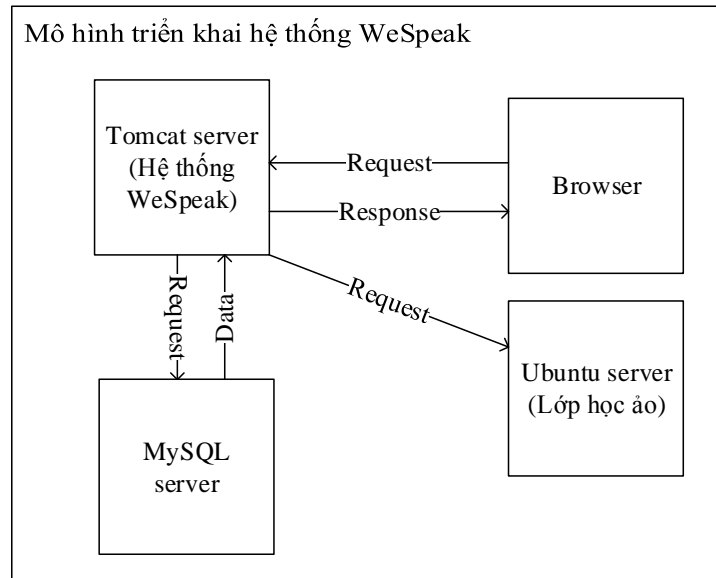 Mô hình triển khai hệ thống WeSpeak
Tomcat server
(Hệ thống
WeSpeak)
Request
Response
Browser
Request
Data
Request
Ubuntu server
(Lớp học ảo)
MySQL
server